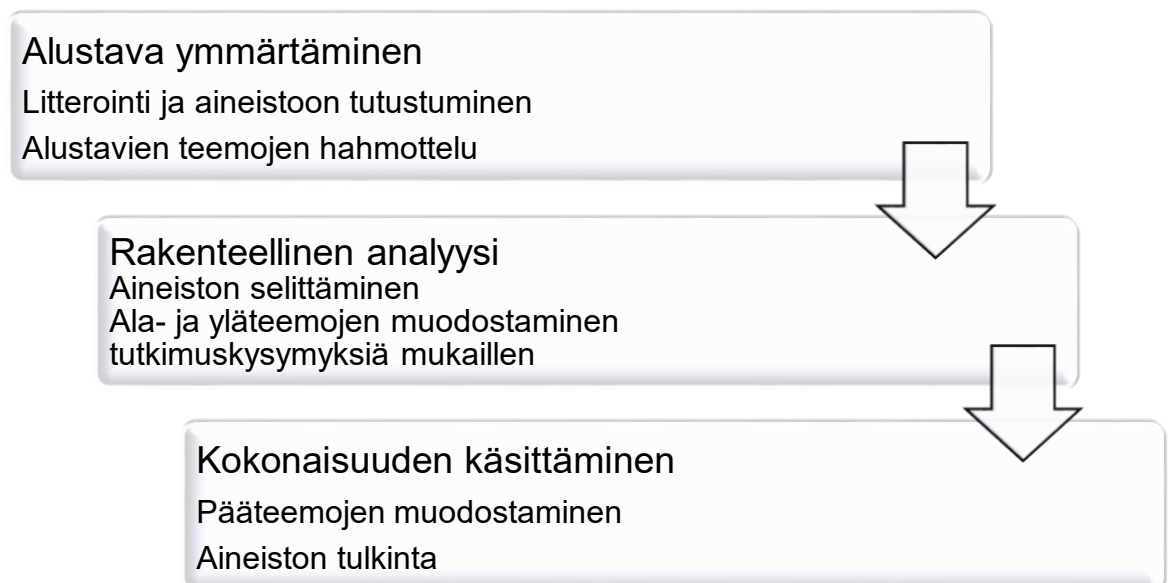 Alustava ymmärtäminen
Litterointi ja aineistoon tutustuminen
Alustavien teemojen hahmottelu
Rakenteellinen analyysi
Aineiston selittäminen
Ala- ja yläteemojen muodostaminen
tutkimuskysymyksiä mukaillen
Kokonaisuuden käsittäminen
Pääteemojen muodostaminen
Aineiston tulkinta